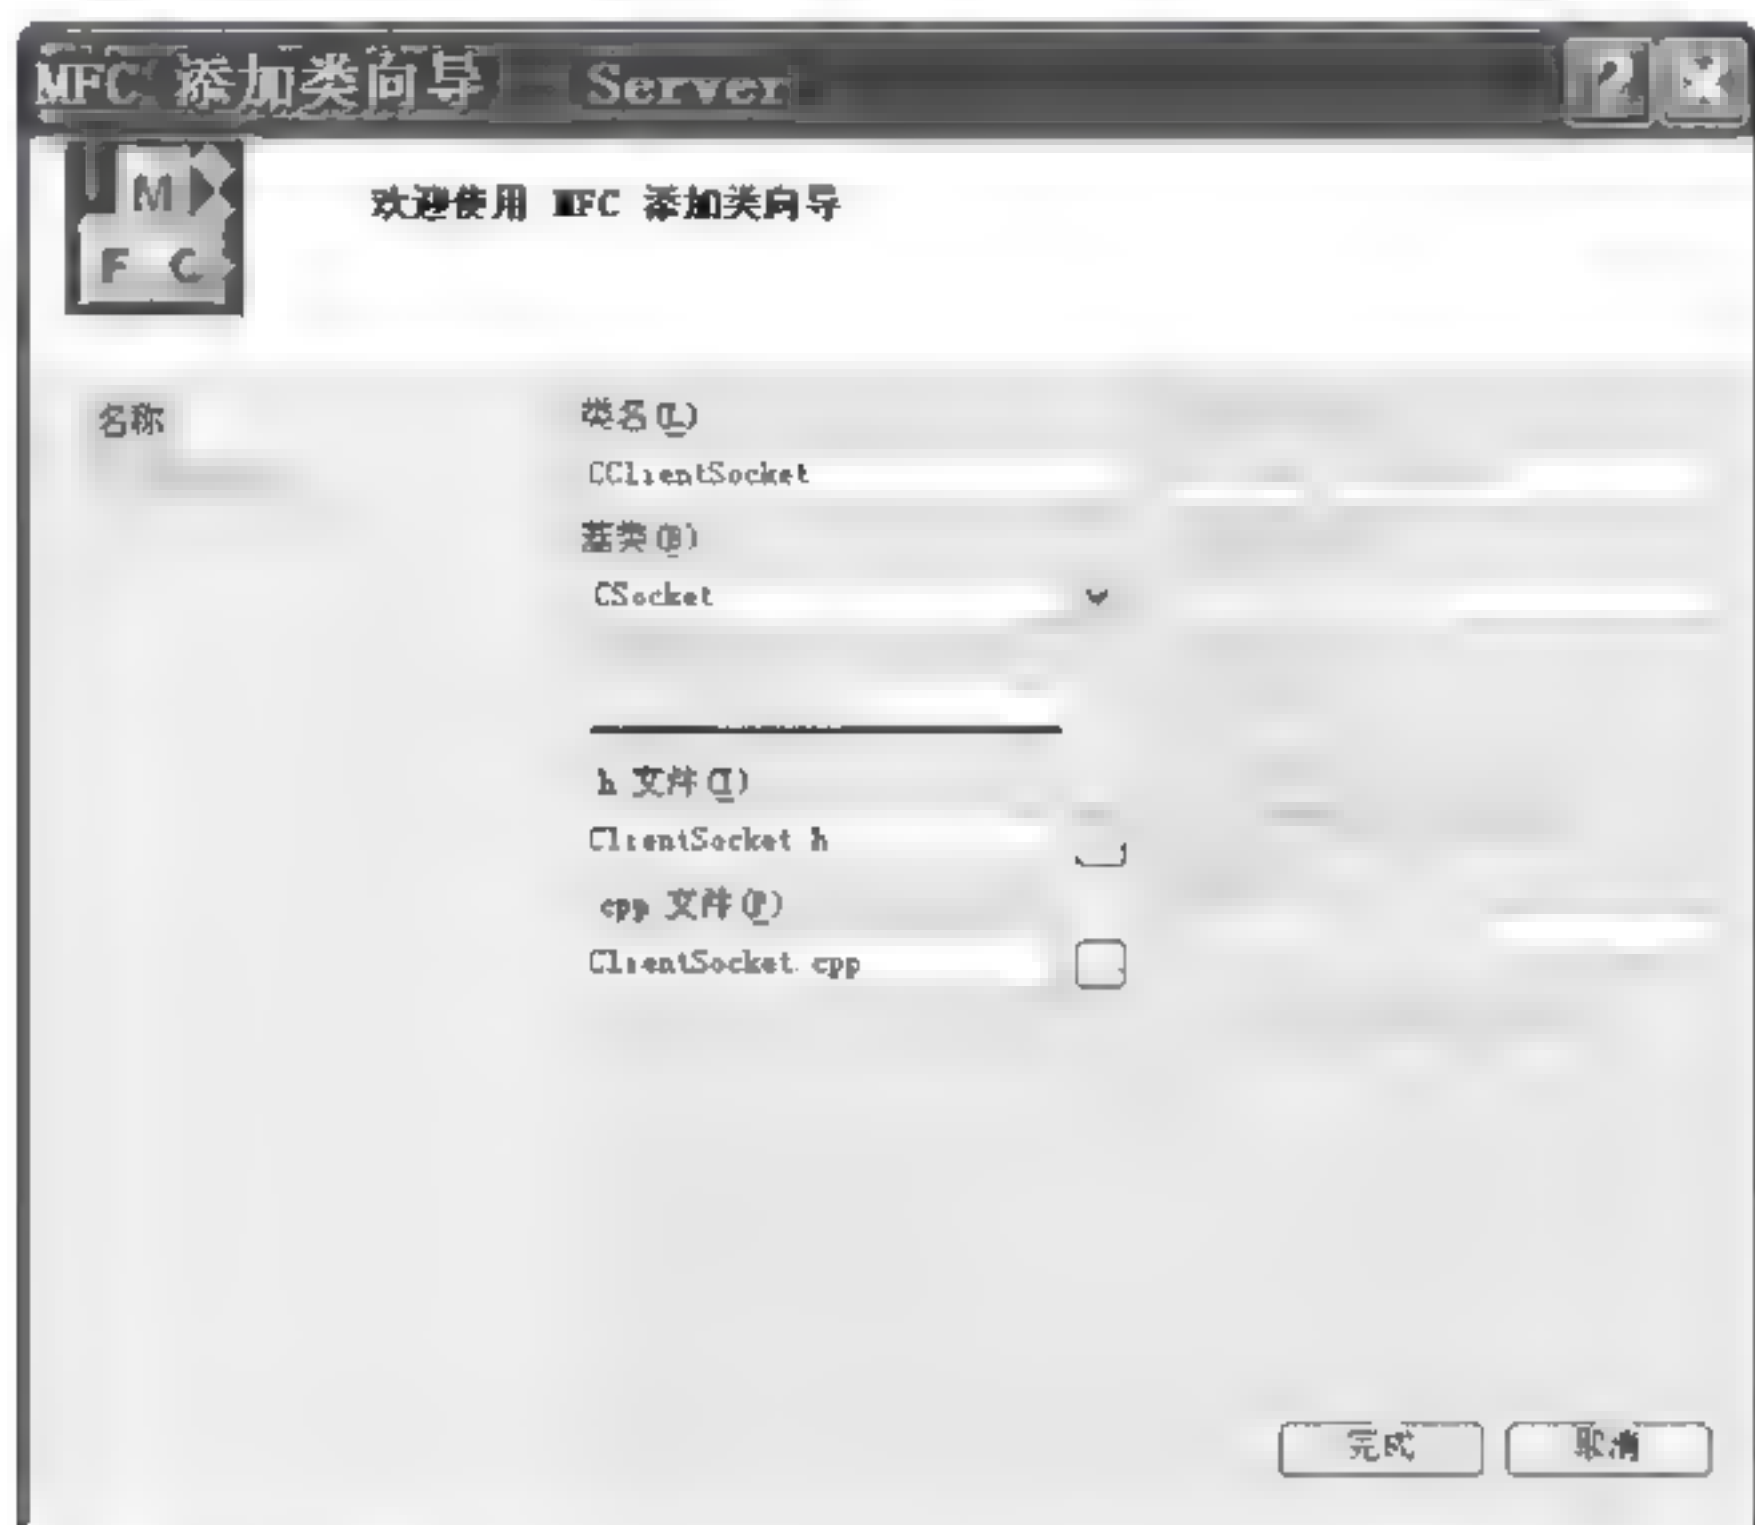 MFC 添加类向导 - Server
M
F C
欢迎使用 MFC 添加类向导
名称
类名(L)
CClientSocket
基类(B)
CSocket
h 文件(I)
ClientSocket h
cpp 文件(P)
ClientSocket.cpp
完成
取消